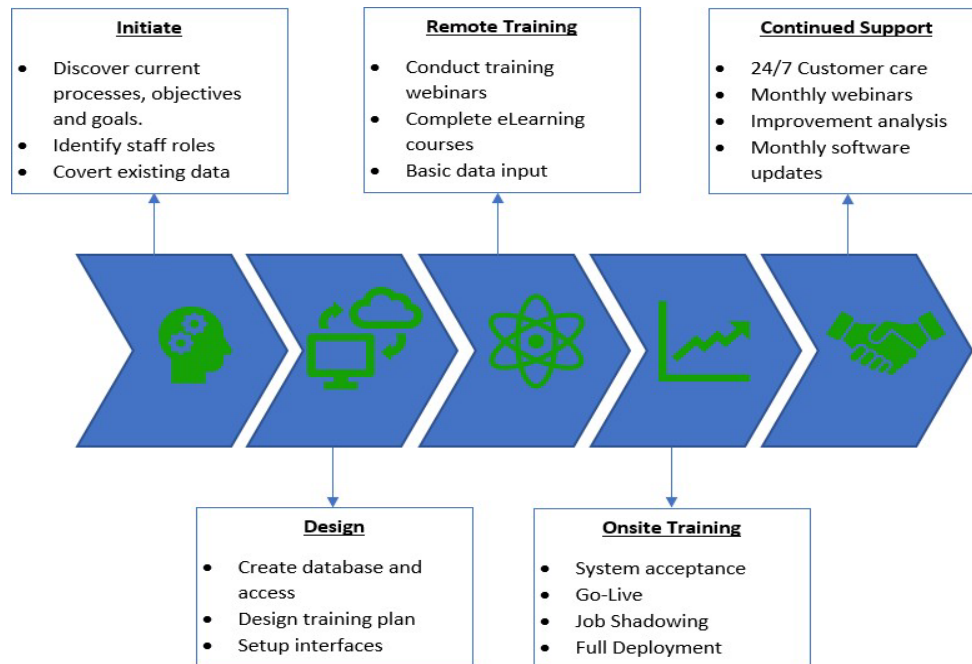 Initiate
• Discover current
processes, objectives
and goals.
• Identify staff roles
• Covert existing data
Remote Training
• Conduct training
webinars
• Complete eLearning
courses
• Basic data input
Continued Support
• 24/7 Customer care
• Monthly webinars
• Improvement analysis
• Monthly software
updates
Design
• Create database and
access
• Design training plan
• Setup interfaces
Onsite Training
• System acceptance
• Go-Live
• Job Shadowing
• Full Deployment